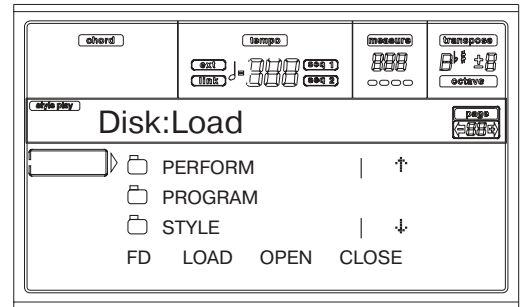 chord
tempo
measure
transpose
ext
link
seq 1
seq 2
octave
style play
Disk:Load
page
PERFORM
PROGRAM
STYLE
FD LOAD OPEN CLOSE